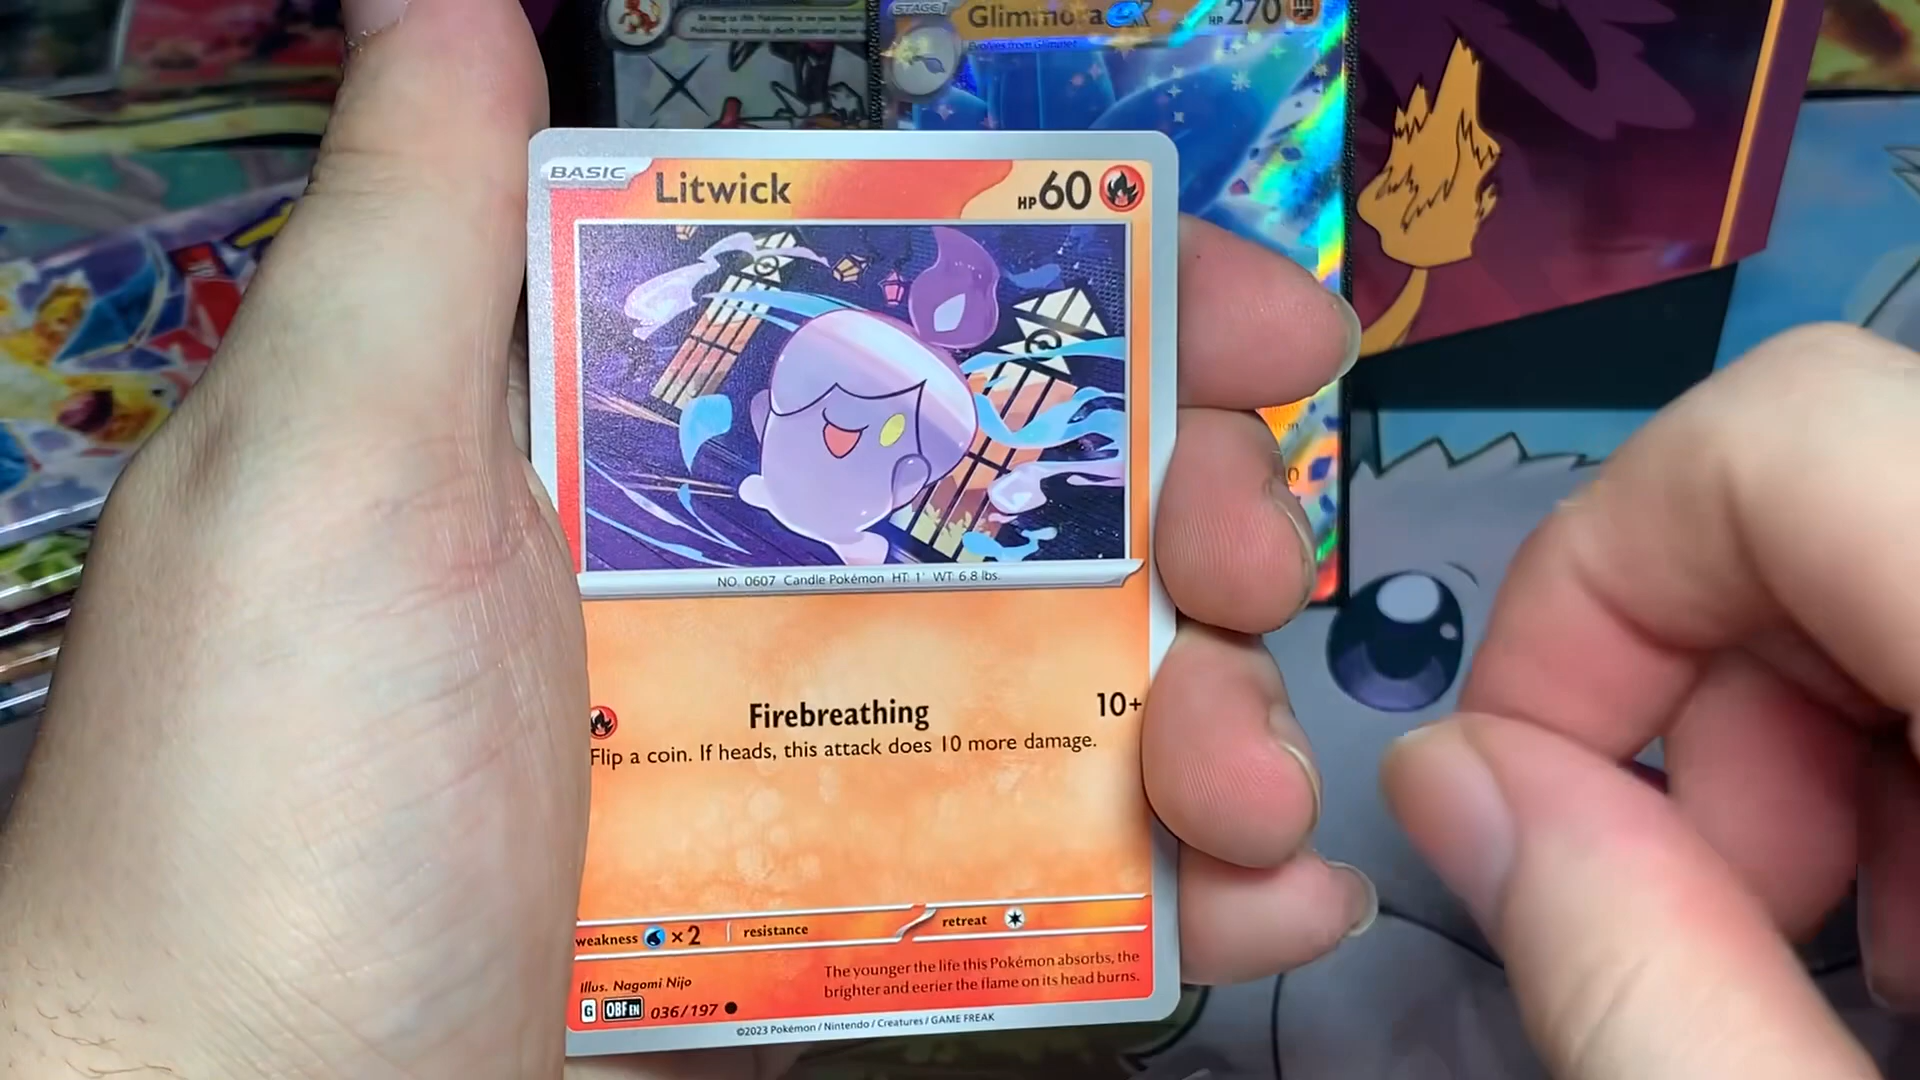 STAGE 1 Glimmora ex HP 270
Evolves from Glimmet
BASIC Litwick HP 60
NO. 0607 Candle Pokémon HT: 1' WT: 6.8 lbs.
Firebreathing 10+
Flip a coin. If heads, this attack does 10 more damage.
weakness ×2 resistance retreat
The younger the life this Pokémon absorbs, the
brighter and eerier the flame on its head burns.
Illus. Nagomi Nijo
G OBF EN 036/197
©2023 Pokémon / Nintendo / Creatures / GAME FREAK